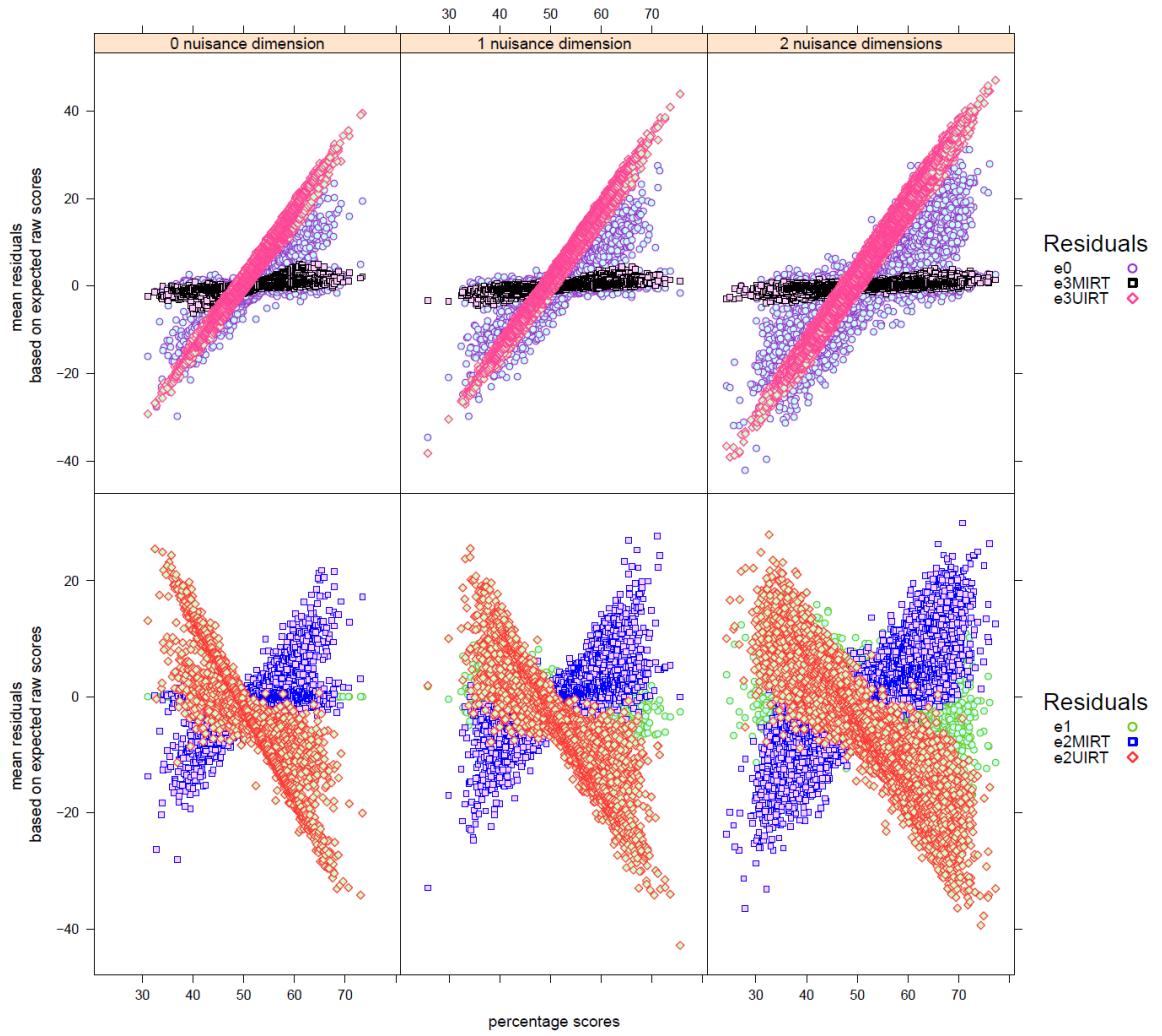 30 40 50 60 70
0 nuisance dimension
1 nuisance dimension
2 nuisance dimensions
mean residuals
based on expected raw scores
40
20
0
−20
−40
Residuals
e0
e3MIRT
e3UIRT
mean residuals
based on expected raw scores
20
0
−20
−40
Residuals
e1
e2MIRT
e2UIRT
30 40 50 60 70
30 40 50 60 70
percentage scores